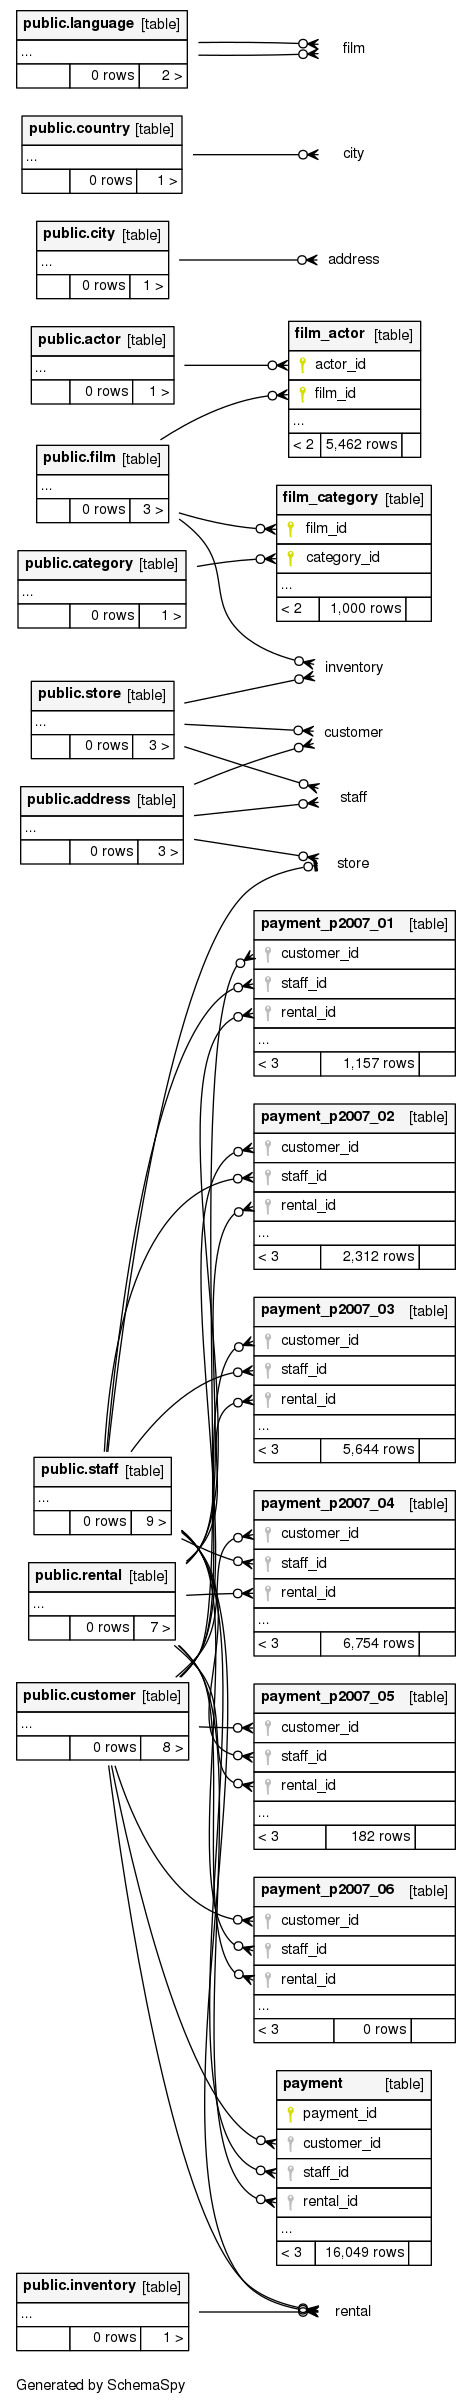 public.language [table]
...
0 rows 2 >
film
public.country [table]
...
0 rows 1 >
city
public.city [table]
...
0 rows 1 >
address
public.actor [table]
...
0 rows 1 >
film_actor [table]
actor_id
film_id
...
< 2 5,462 rows
public.film [table]
...
0 rows 3 >
film_category [table]
film_id
category_id
...
< 2 1,000 rows
public.category [table]
...
0 rows 1 >
inventory
public.store [table]
...
0 rows 3 >
customer
public.address [table]
...
0 rows 3 >
staff
store
payment_p2007_01 [table]
customer_id
staff_id
rental_id
...
< 3 1,157 rows
payment_p2007_02 [table]
customer_id
staff_id
rental_id
...
< 3 2,312 rows
payment_p2007_03 [table]
customer_id
staff_id
rental_id
...
< 3 5,644 rows
public.staff [table]
...
0 rows 9 >
payment_p2007_04 [table]
customer_id
staff_id
rental_id
...
< 3 6,754 rows
public.rental [table]
...
0 rows 7 >
public.customer [table]
...
0 rows 8 >
payment_p2007_05 [table]
customer_id
staff_id
rental_id
...
< 3 182 rows
payment_p2007_06 [table]
customer_id
staff_id
rental_id
...
< 3 0 rows
payment [table]
payment_id
customer_id
staff_id
rental_id
...
< 3 16,049 rows
public.inventory [table]
...
0 rows 1 >
rental
Generated by SchemaSpy